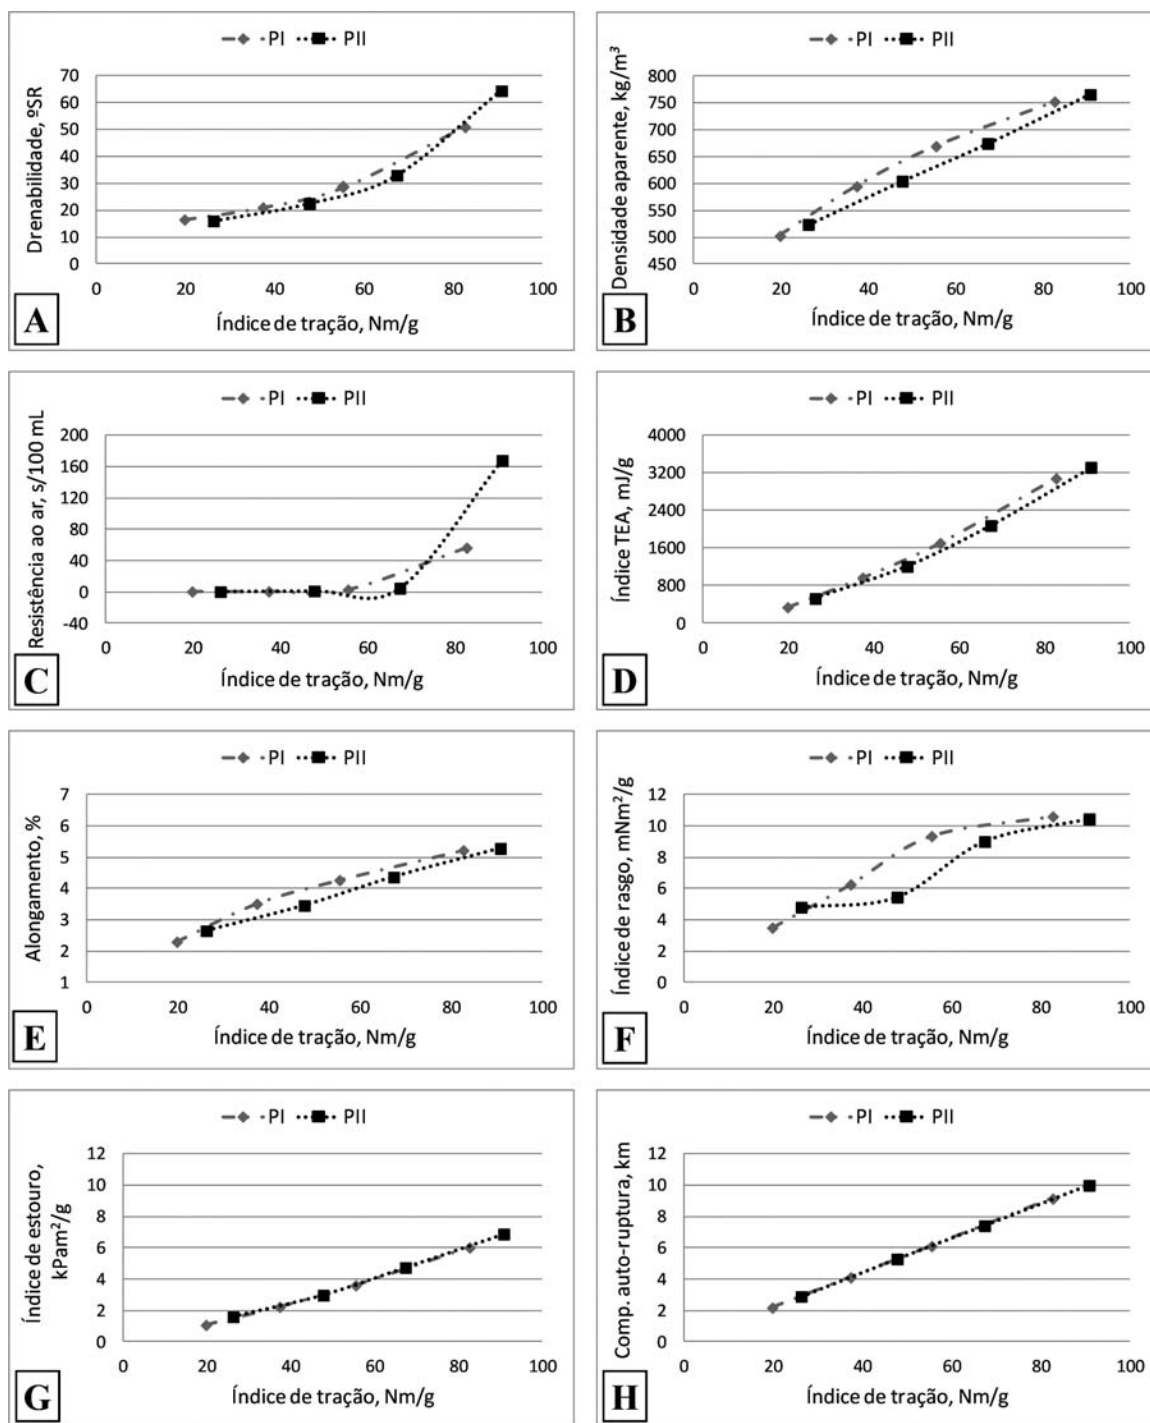 PI PII
Drenabilidade, ºSR
70
60
50
40
30
20
10
0
0 20 40 60 80 100
Índice de tração, Nm/g
A
PI PII
Densidade aparente, kg/m³
800
750
700
650
600
550
500
450
0 20 40 60 80 100
Índice de tração, Nm/g
B
PI PII
Resistência ao ar, s/100 mL
200
160
120
80
40
0
-40
0 20 40 60 80 100
Índice de tração, Nm/g
C
PI PII
Índice TEA, mJ/g
4000
3200
2400
1600
800
0
0 20 40 60 80 100
Índice de tração, Nm/g
D
PI PII
Alongamento, %
7
6
5
4
3
2
1
0 20 40 60 80 100
Índice de tração, Nm/g
E
PI PII
Índice de rasgo, mNm²/g
12
10
8
6
4
2
0
0 20 40 60 80 100
Índice de tração, Nm/g
F
PI PII
Índice de estouro,
kPam²/g
12
10
8
6
4
2
0
0 20 40 60 80 100
Índice de tração, Nm/g
G
PI PII
Comp. auto-ruptura, km
12
10
8
6
4
2
0
0 20 40 60 80 100
Índice de tração, Nm/g
H